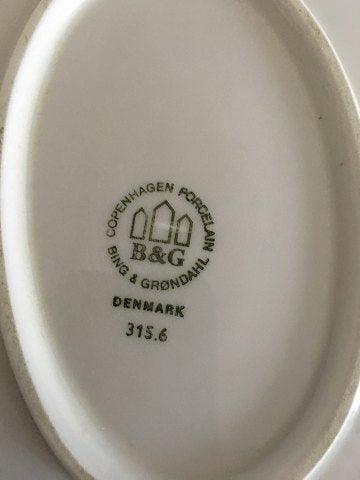 COPENHAGEN PORCELAIN
B&G
BING & GRØNDAHL
DENMARK
315.6